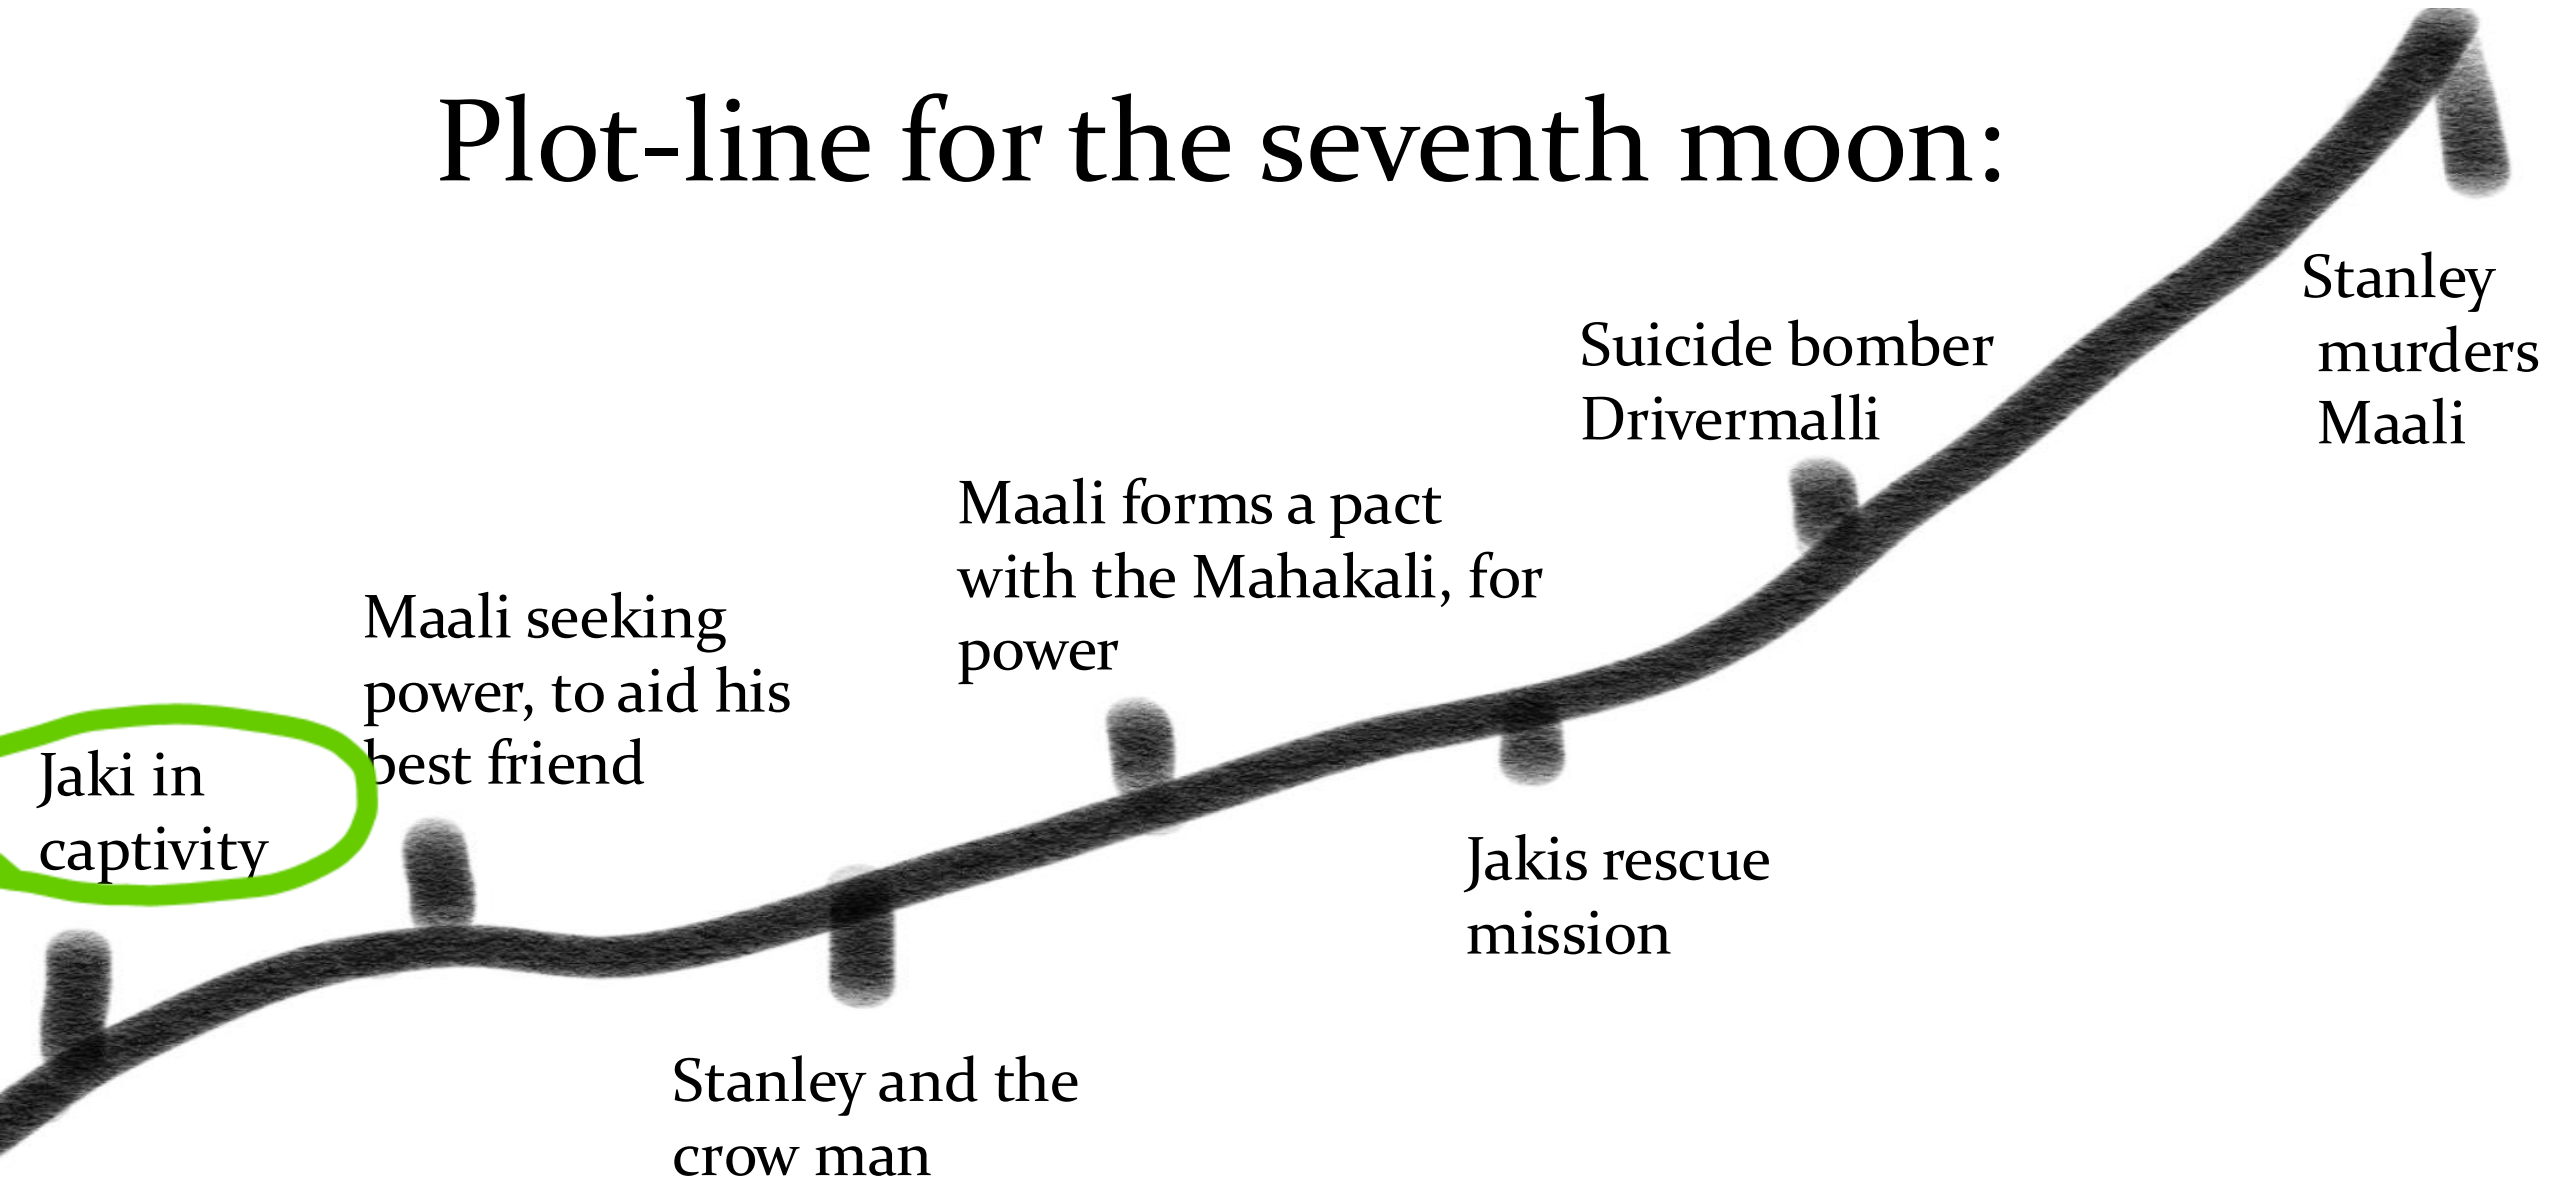 Plot-line for the seventh moon:
Jaki in
captivity
Maali seeking
power, to aid his
best friend
Stanley and the
crow man
Maali forms a pact
with the Mahakali, for
power
Jakis rescue
mission
Suicide bomber
Drivermalli
Stanley
murders
Maali